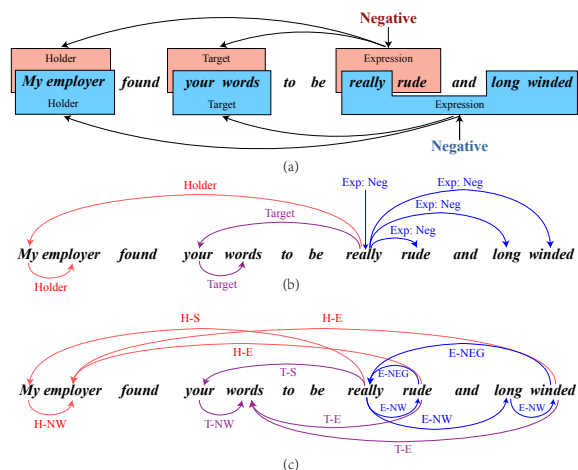 Negative
Holder Target Expression
My employer found your words to be really rude and long winded
Holder Target Expression
Negative
(a)
Holder Exp: Neg Exp: Neg
Target Exp: Neg
Exp: Neg
My employer found your words to be really rude and long winded
Holder Target (b)
H-S H-E
H-E E-NEG
T-S E-NEG
My employer found your words to be really rude and long winded
H-NW T-NW T-E E-NW E-NW E-NW
T-E
(c)